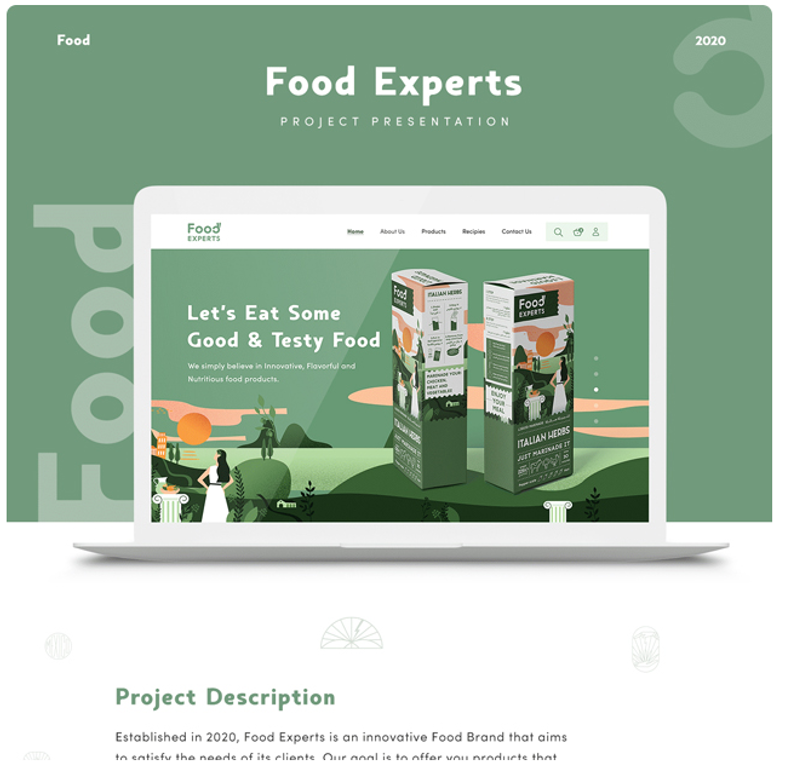 Food
2020
Food Experts
PROJECT PRESENTATION
Food
Food
EXPERTS
Home About Us Products Recipies Contact Us
Let's Eat Some
Good & Testy Food
We simply believe in Innovative, Flavorful and
Nutritious food products.
Food
EXPERTS
ITALIAN HERBS
MARINADE YOUR
CHICKEN,
MEAT AND
VEGETABLES
Food
EXPERTS
ENJOY
YOUR
MEAL
ITALIAN HERBS
JUST MARINADE IT
Project Description
Established in 2020, Food Experts is an innovative Food Brand that aims
to satisfy the needs of its clients. Our goal is to offer you products that